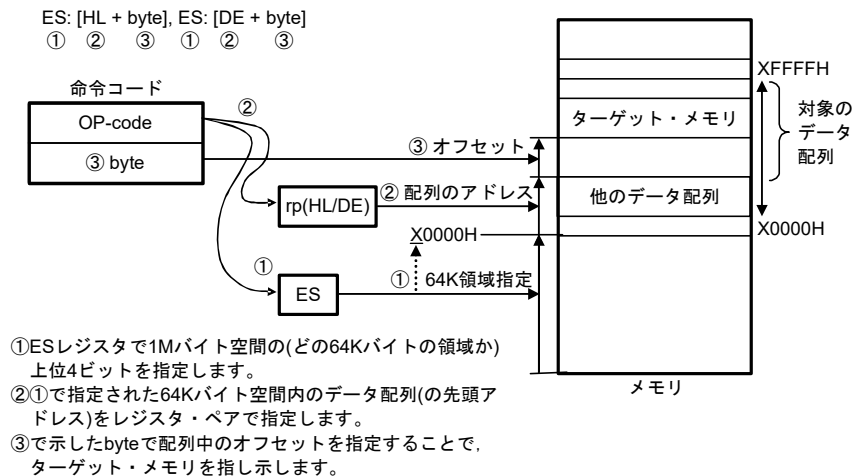 ES: [HL + byte], ES: [DE + byte]
① ② ③ ① ② ③
命令コード
OP-code
③ byte
②
①
rp(HL/DE)
ES
③ オフセット
② 配列のアドレス
X0000H
① 64K領域指定
XFFFFH
ターゲット・メモリ
対象の
データ
配列
他のデータ配列
X0000H
メモリ
①ESレジスタで1Mバイト空間の(どの64Kバイトの領域か)
上位4ビットを指定します。
②①で指定された64Kバイト空間内のデータ配列(の先頭ア
ドレス)をレジスタ・ペアで指定します。
③で示したbyteで配列中のオフセットを指定することで,
ターゲット・メモリを指し示します。